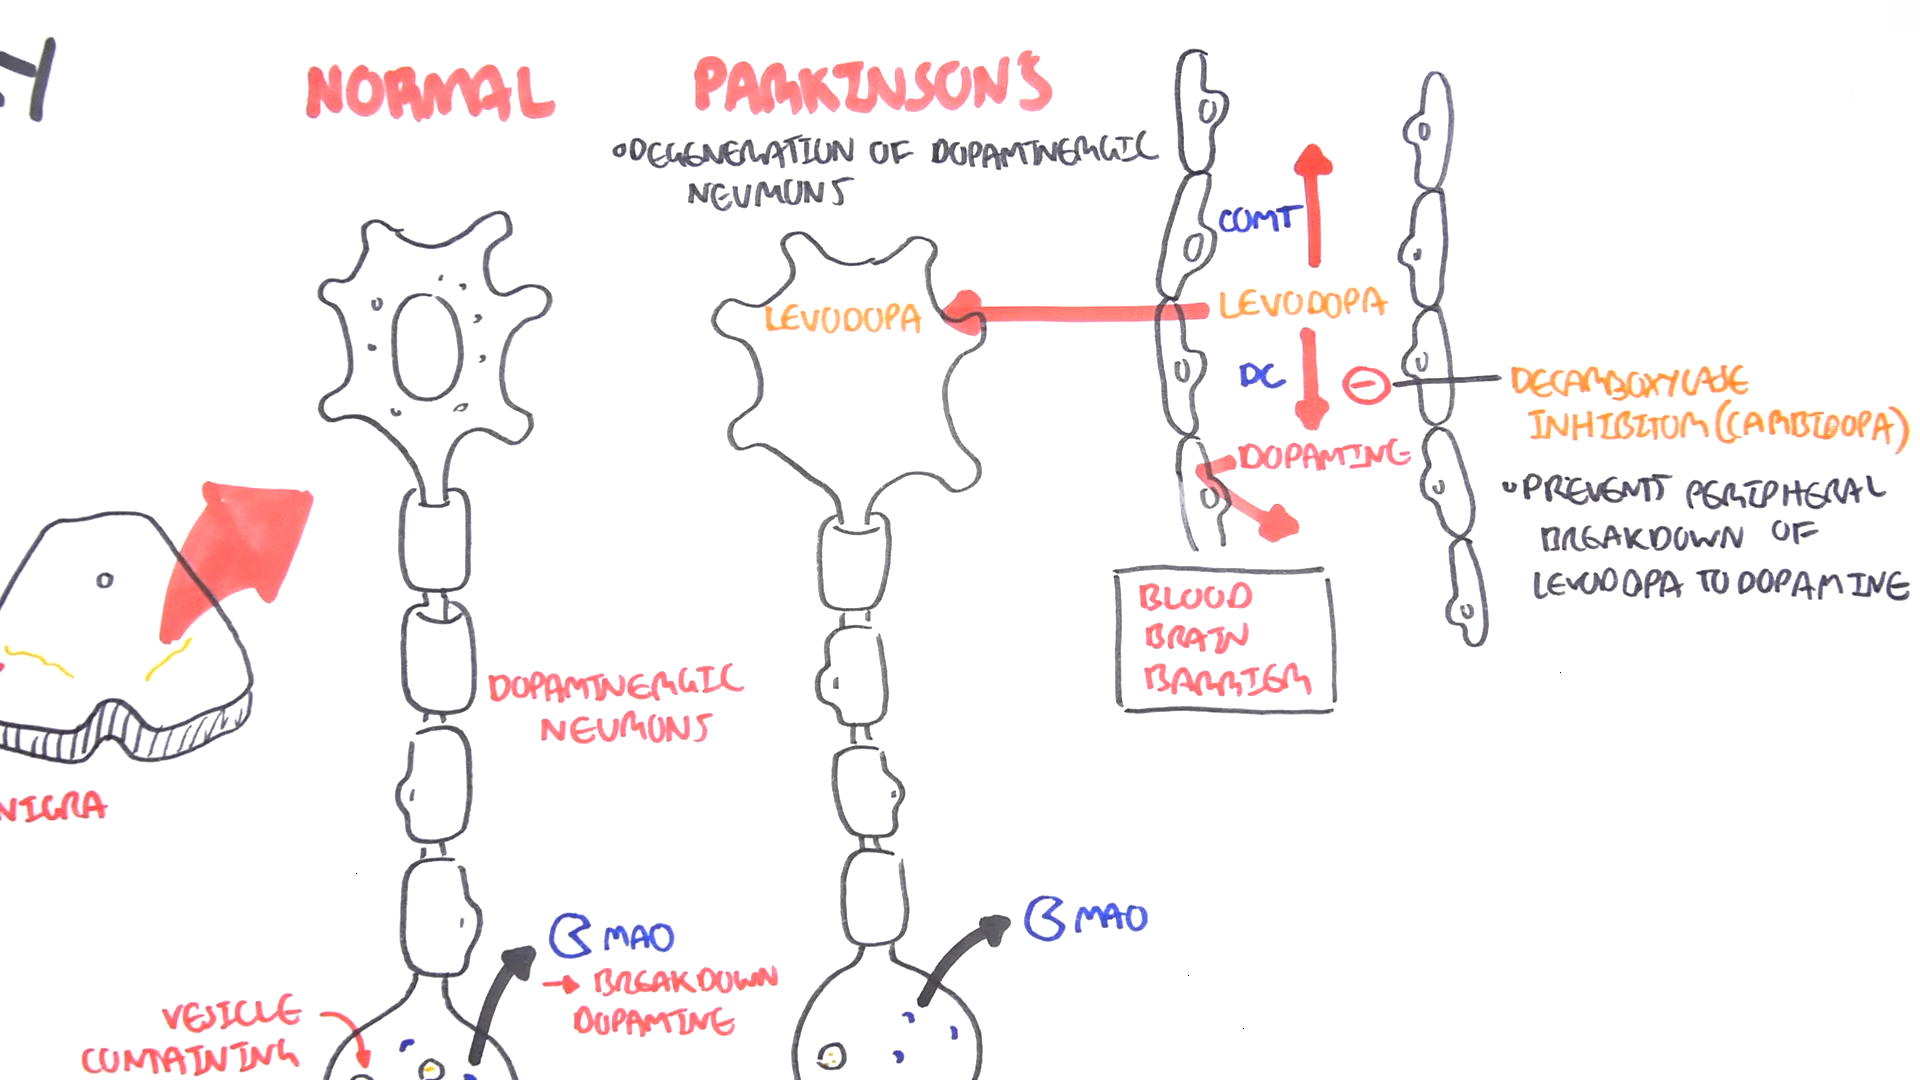 Y
NORMAL
PARKINSON'S
DEGENERATION OF DOPAMINERGIC
NEURONS
COMT
LEVODOPA
LEVODOPA
DC
DECARBOXYLASE
INHIBITOR (CARBIDOPA)
DOPAMINE
PREVENTS PERIPHERAL
BREAKDOWN OF
LEVODOPA TO DOPAMINE
BLOOD
BRAIN
BARRIER
DOPAMINERGIC
NEURONS
NIGRA
MAO
→ BREAKDOWN
DOPAMINE
MAO
VESICLE
CONTAINING